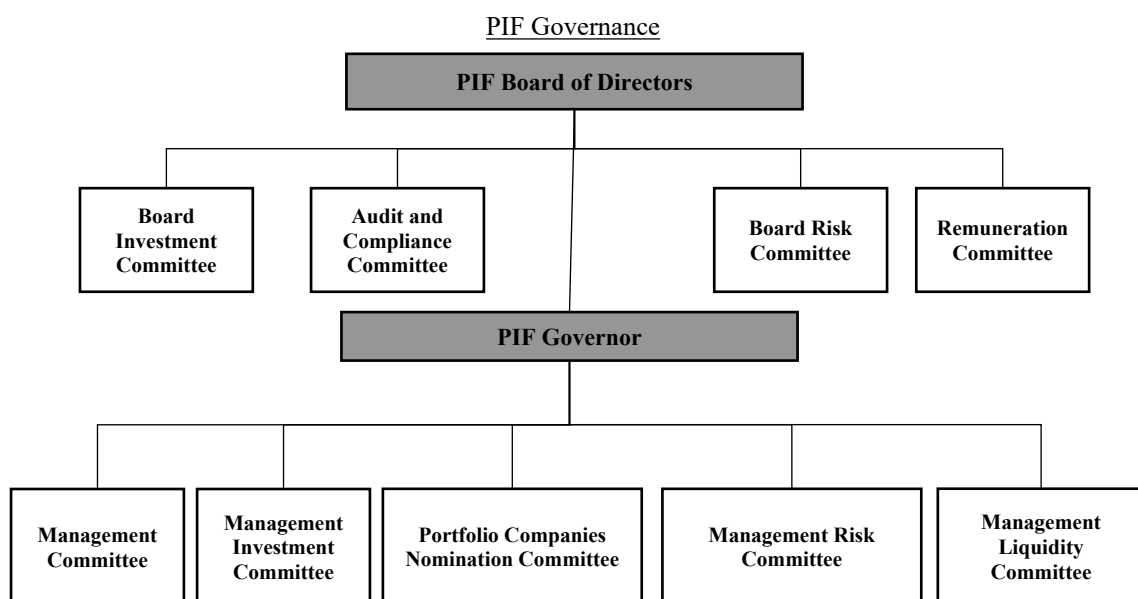 PIF Governance
PIF Board of Directors
Board
Investment
Committee
Audit and
Compliance
Committee
Board Risk
Committee
Remuneration
Committee
PIF Governor
Management
Committee
Management
Investment
Committee
Portfolio Companies
Nomination Committee
Management Risk
Committee
Management
Liquidity
Committee